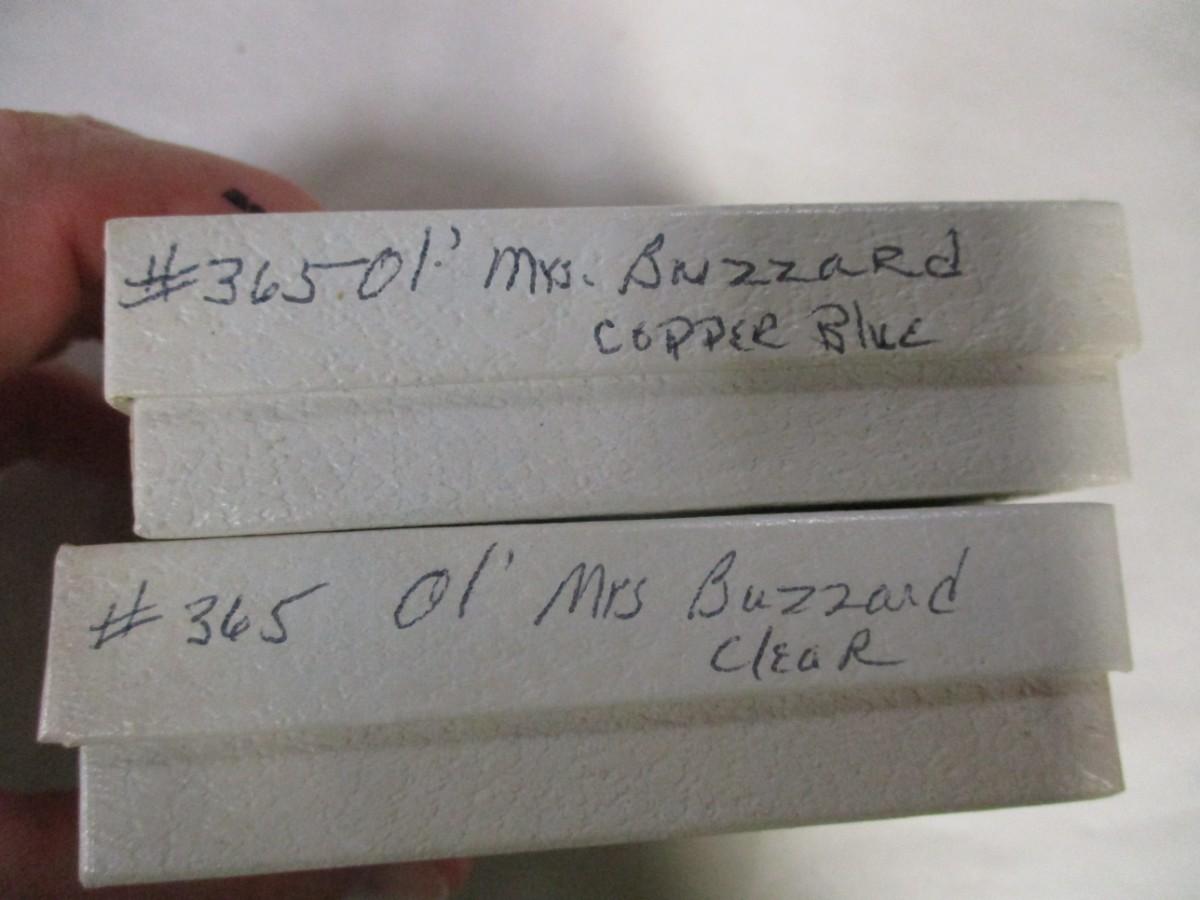 #365-Ol' Mrs. BuzzaRd
COPPER Blue
# 365 Ol' Mrs Buzzard
CleaR